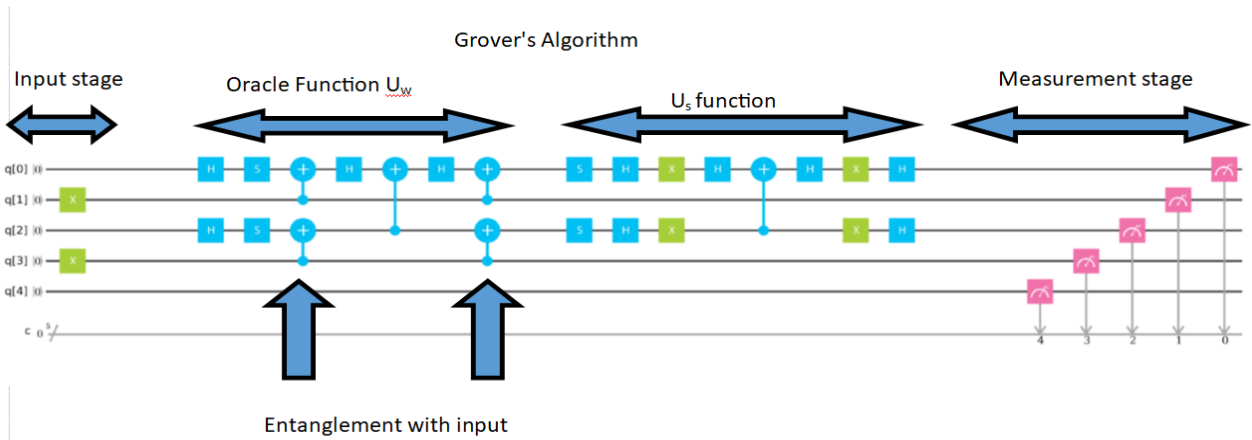 Grover's Algorithm
Input stage
Oracle Function Uw
Us function
Measurement stage
q[0] |0⟩ H S + H + H + S H X H + H X H
q[1] |0⟩ X
q[2] |0⟩ H S + + S H X X H
q[3] |0⟩ X
q[4] |0⟩
c 0 5/
4 3 2 1 0
Entanglement with input